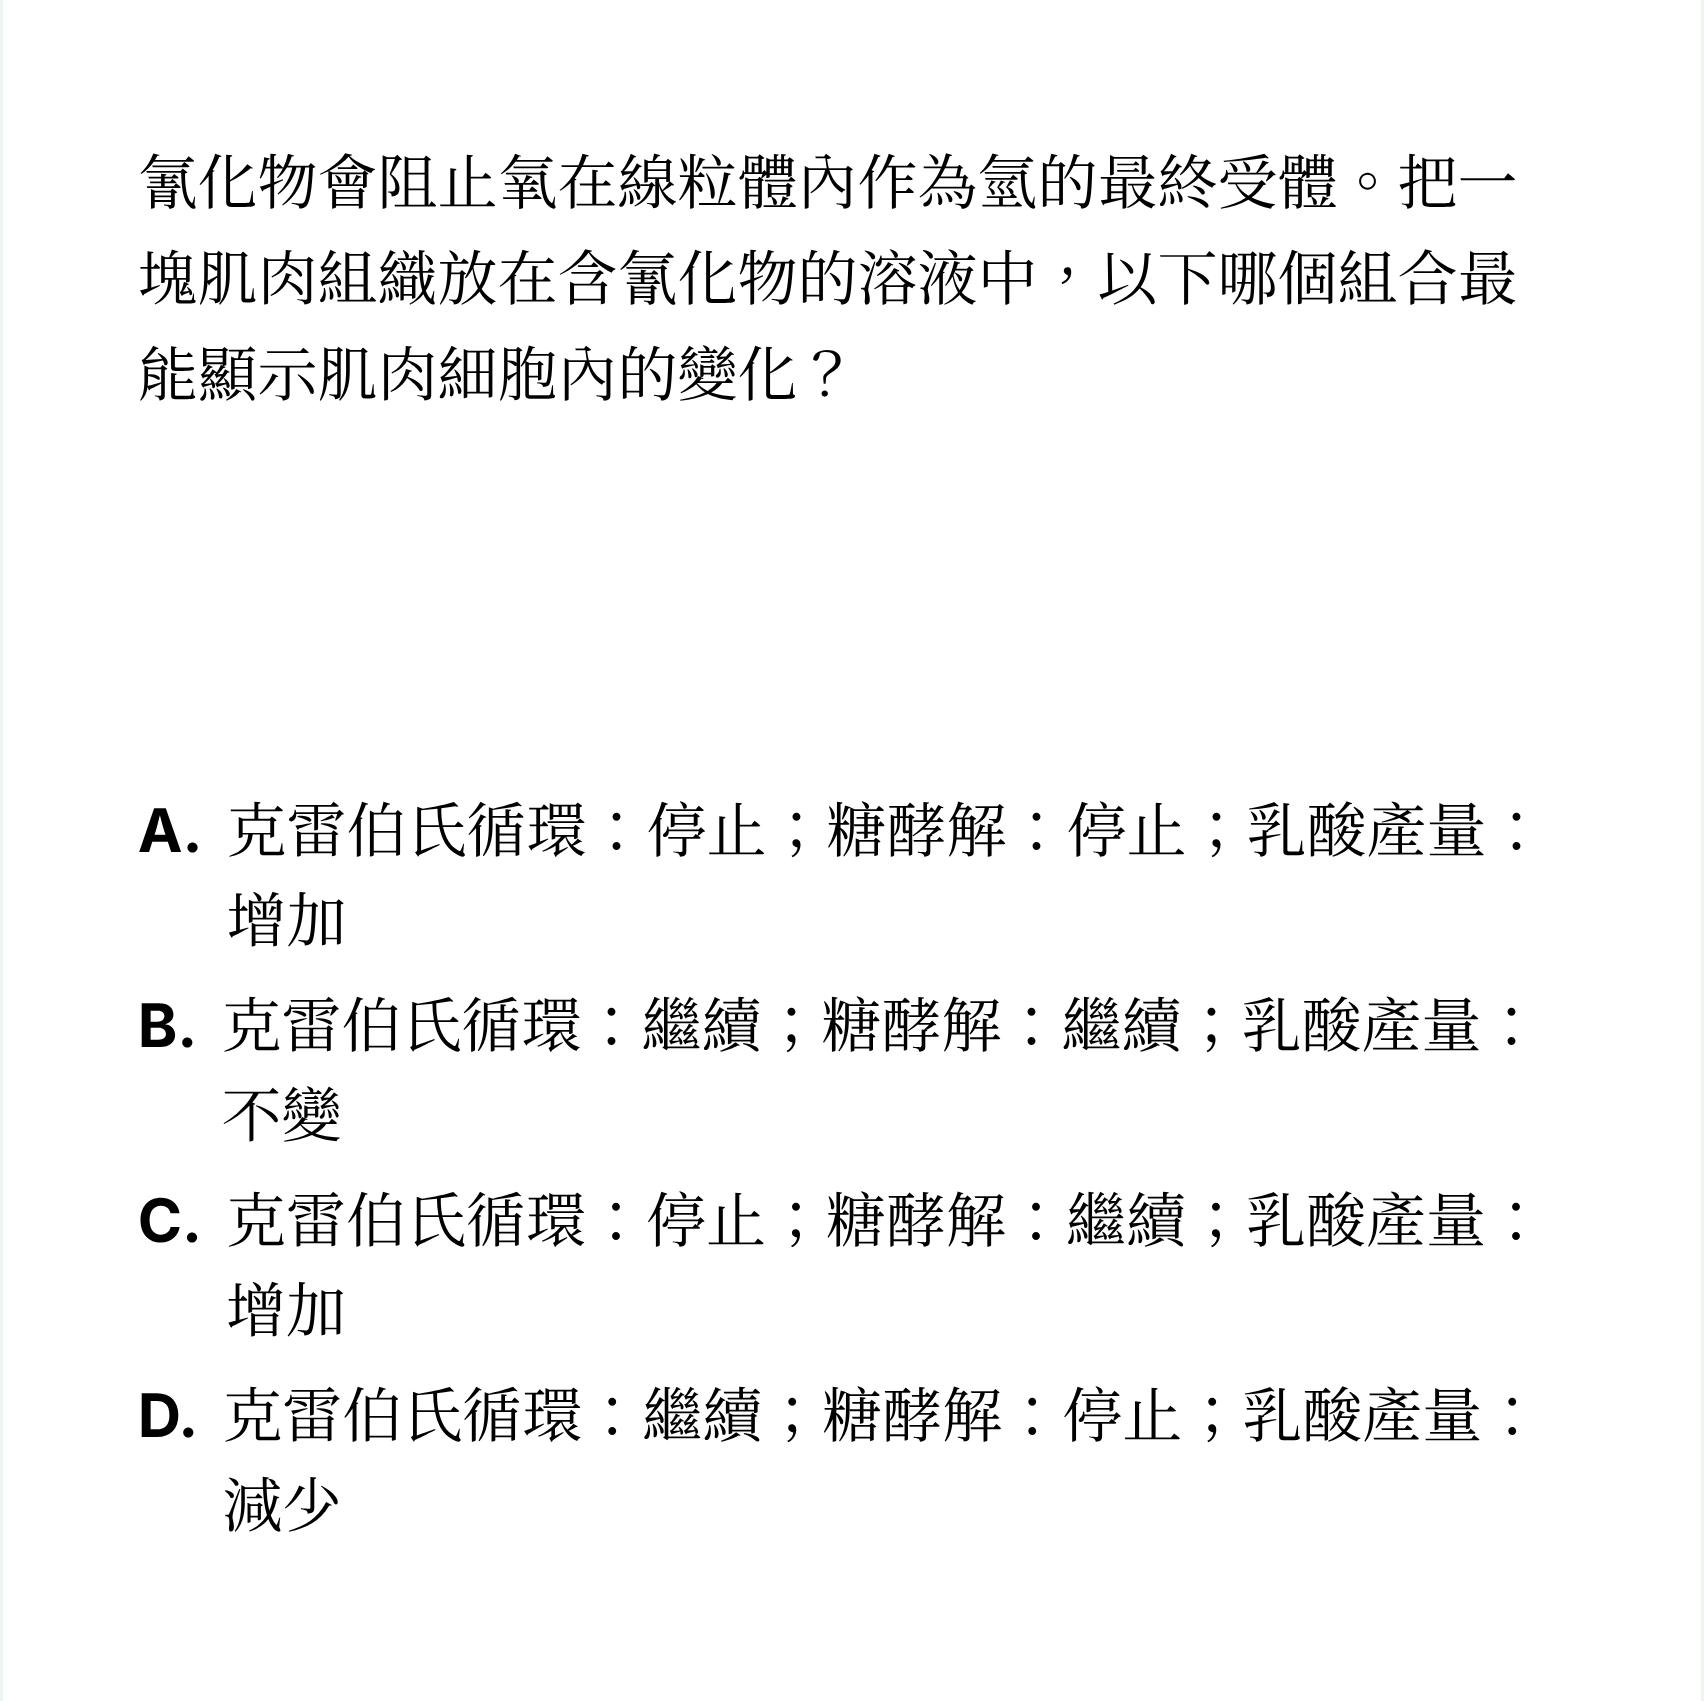 氰化物會阻止氧在線粒體內作為氫的最終受體。把一
塊肌肉組織放在含氰化物的溶液中，以下哪個組合最
能顯示肌肉細胞內的變化？
A. 克雷伯氏循環：停止；糖酵解：停止；乳酸產量：
增加
B. 克雷伯氏循環：繼續；糖酵解：繼續；乳酸產量：
不變
C. 克雷伯氏循環：停止；糖酵解：繼續；乳酸產量：
增加
D. 克雷伯氏循環：繼續；糖酵解：停止；乳酸產量：
減少